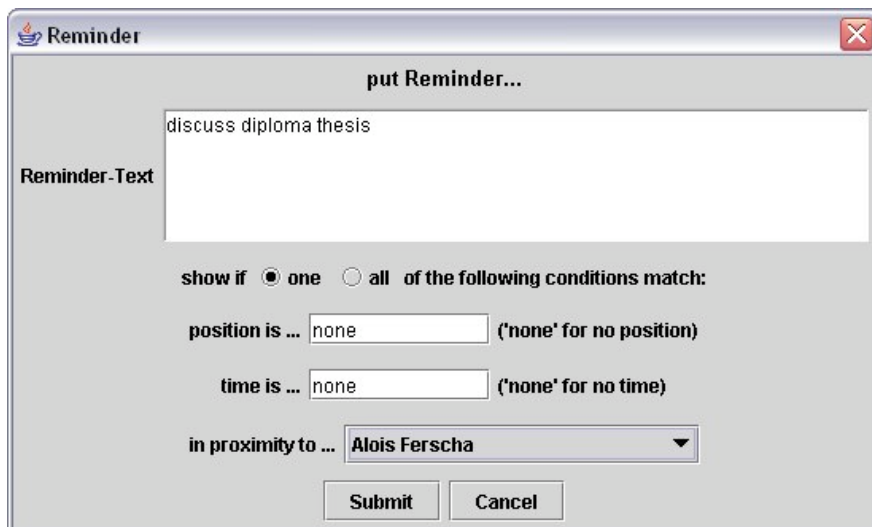 Reminder
put Reminder...
Reminder-Text
discuss diploma thesis
show if one all of the following conditions match:
position is ... none ('none' for no position)
time is ... none ('none' for no time)
in proximity to ... Alois Ferscha
Submit Cancel